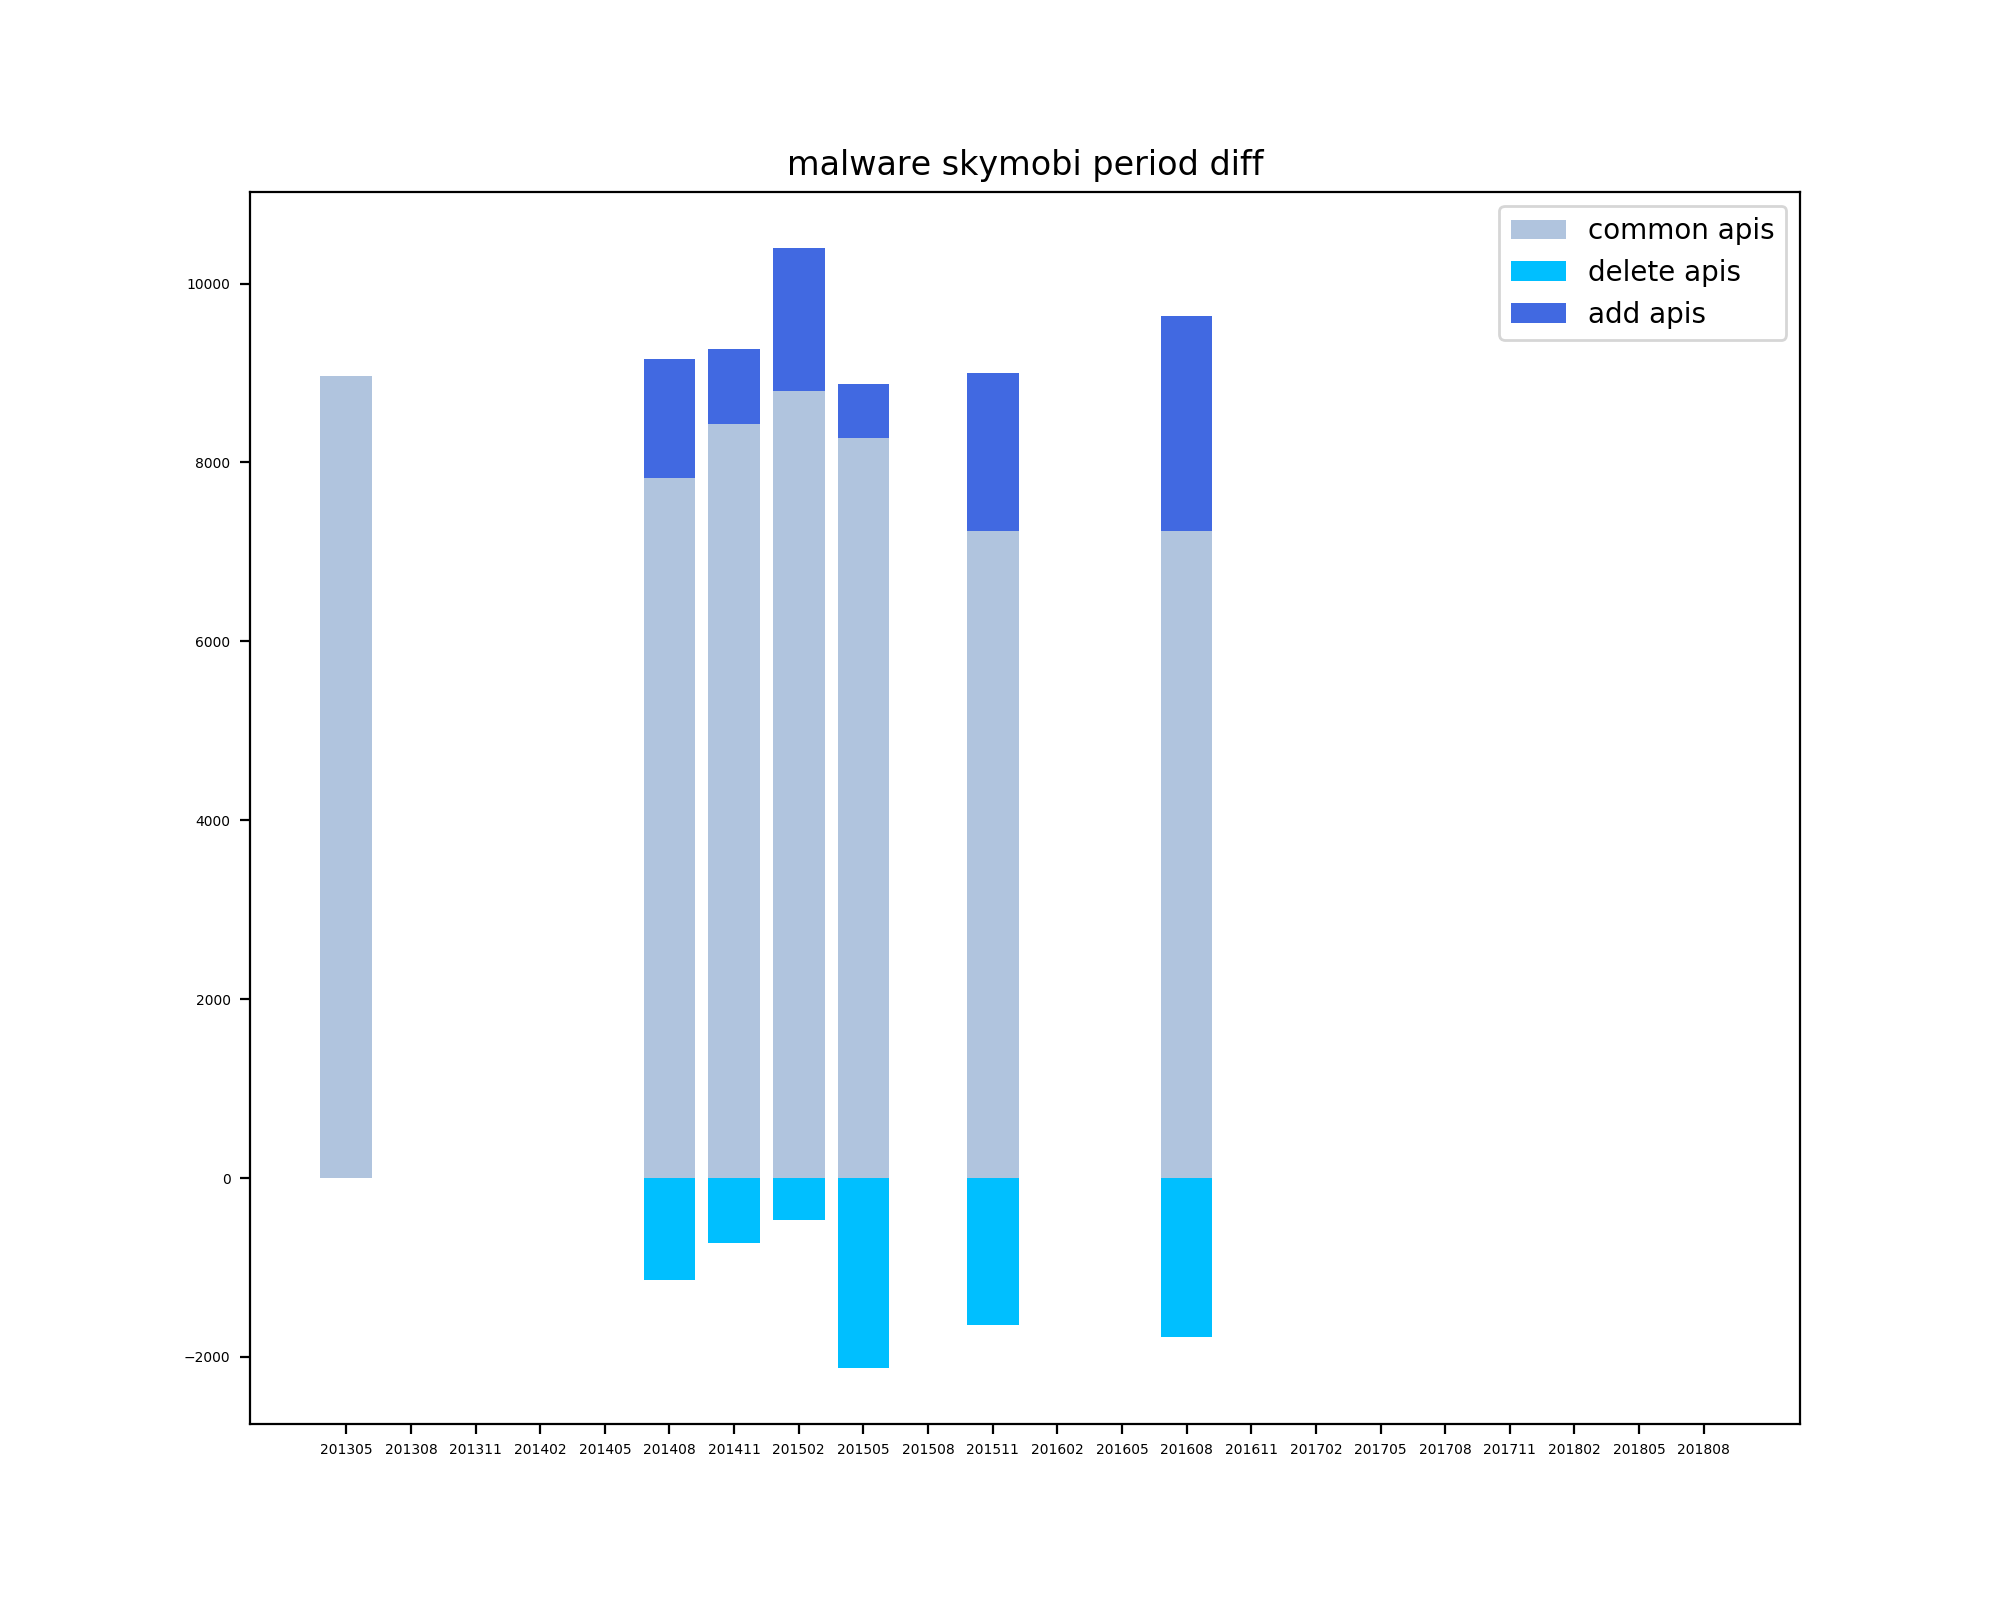 malware skymobi period diff
common apis
delete apis
add apis
10000
8000
6000
4000
2000
0
−2000
201305 201308 201311 201402 201405 201408 201411 201502 201505 201508 201511 201602 201605 201608 201611 201702 201705 201708 201711 201802 201805 201808